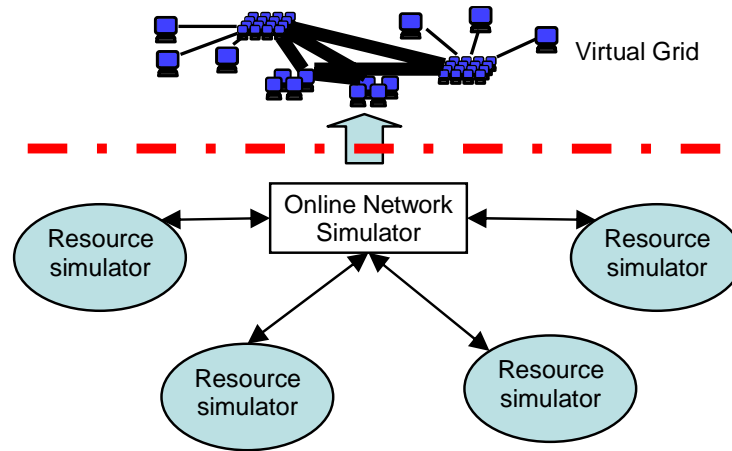 Virtual Grid
Online Network
Simulator
Resource
simulator
Resource
simulator
Resource
simulator
Resource
simulator